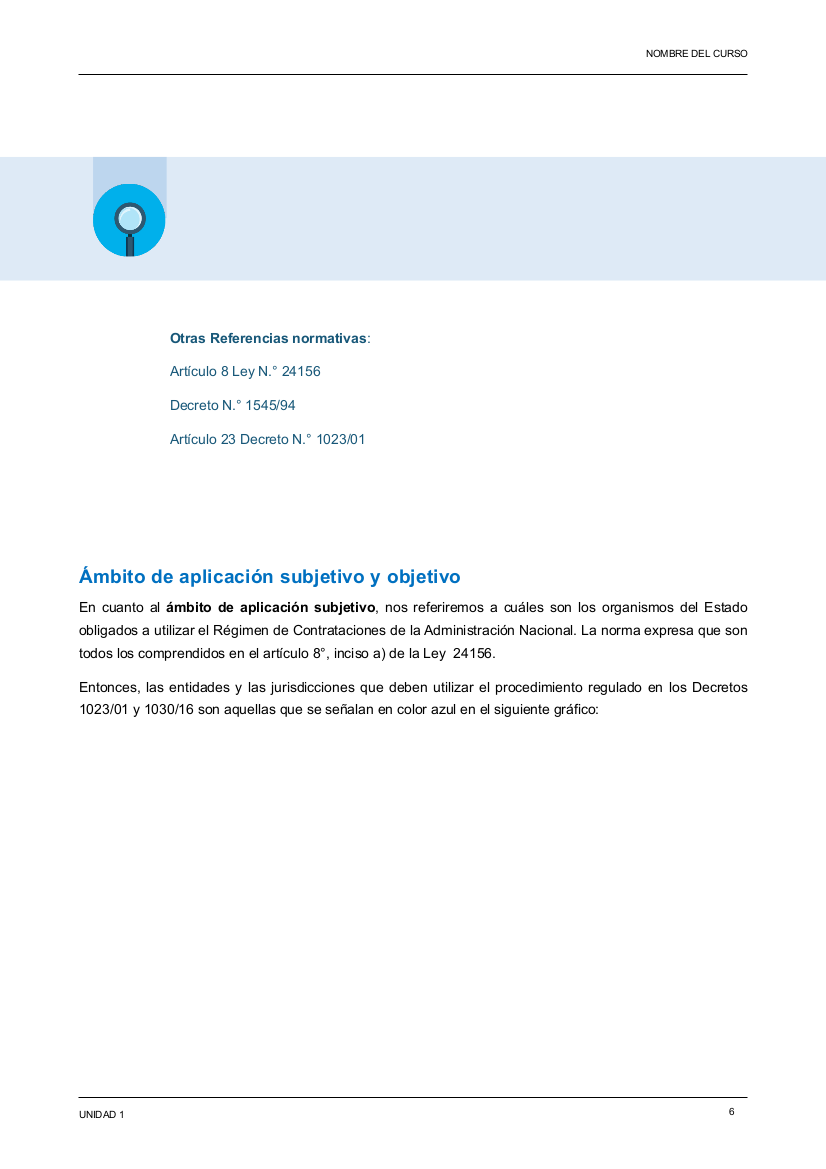 NOMBRE DEL CURSO
Otras Referencias normativas:
Artículo 8 Ley N.° 24156
Decreto N.° 1545/94
Artículo 23 Decreto N.° 1023/01
Ámbito de aplicación subjetivo y objetivo
En cuanto al ámbito de aplicación subjetivo, nos referiremos a cuáles son los organismos del Estado
obligados a utilizar el Régimen de Contrataciones de la Administración Nacional. La norma expresa que son
todos los comprendidos en el artículo 8°, inciso a) de la Ley 24156.
Entonces, las entidades y las jurisdicciones que deben utilizar el procedimiento regulado en los Decretos
1023/01 y 1030/16 son aquellas que se señalan en color azul en el siguiente gráfico:
UNIDAD 1
6